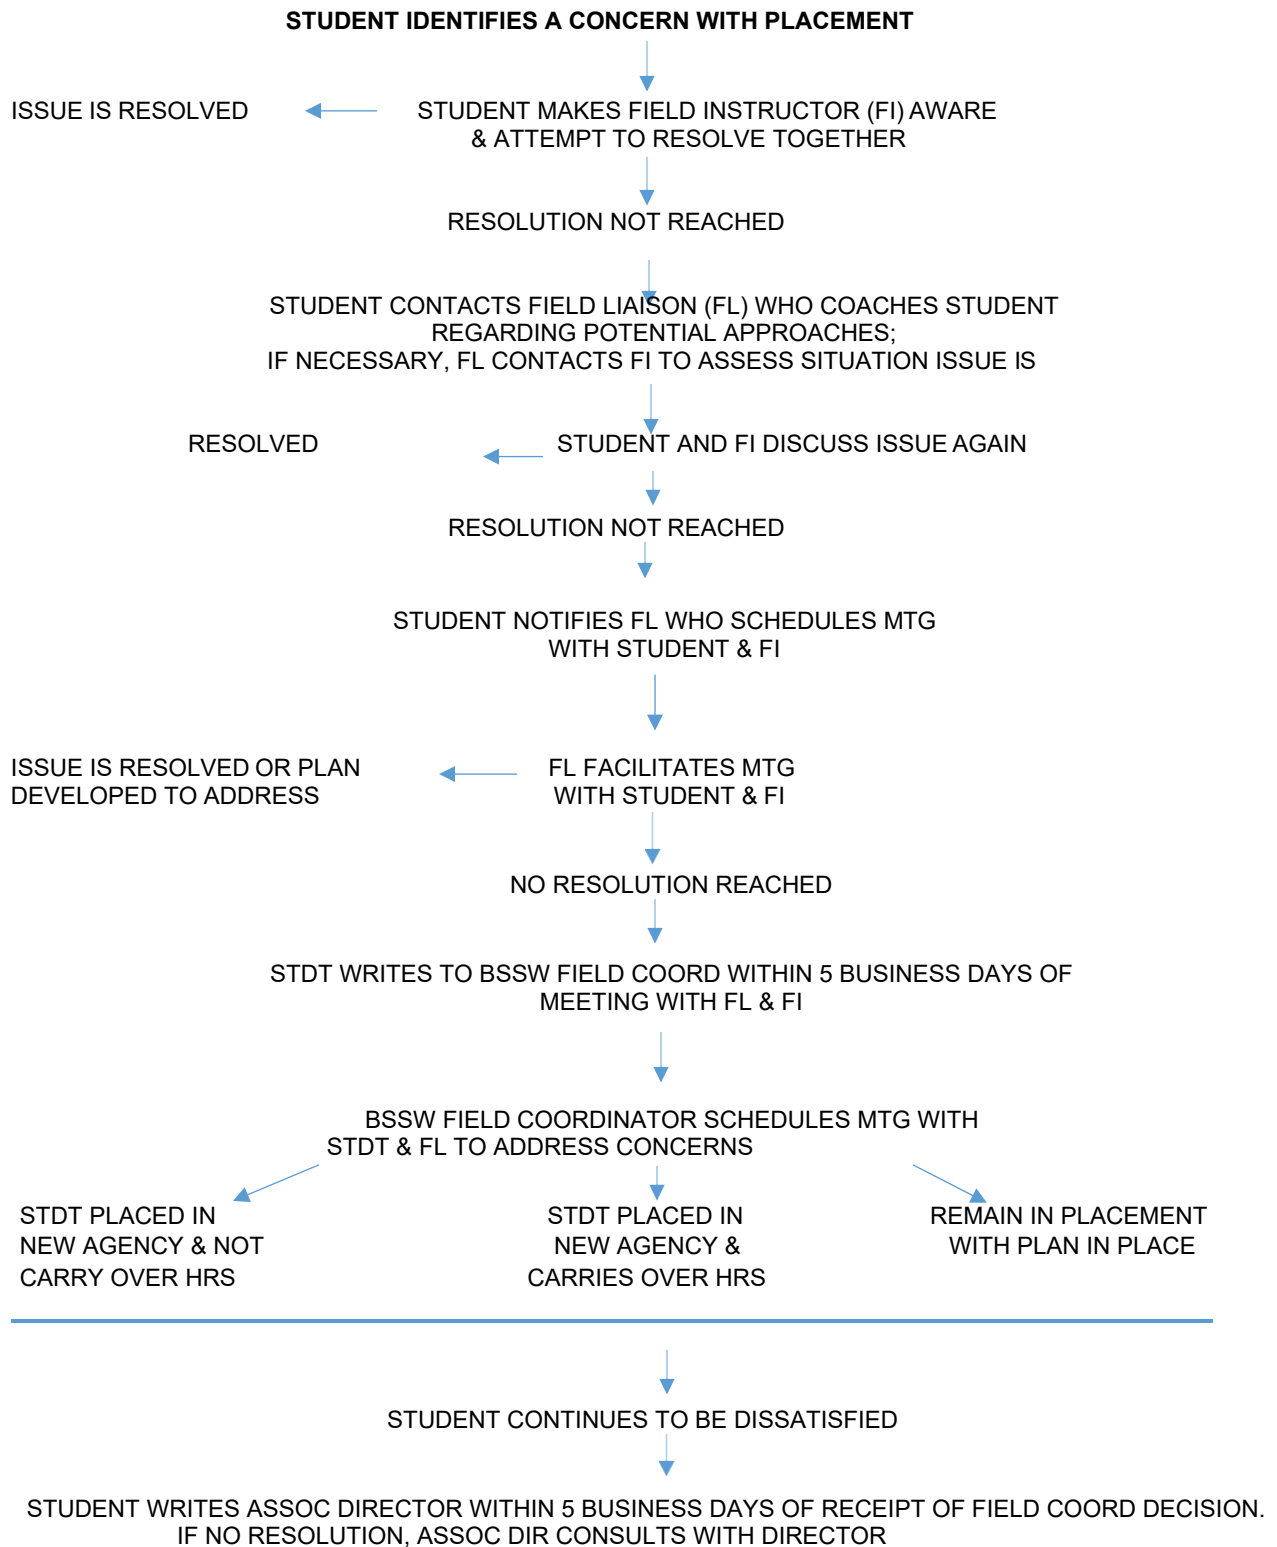 STUDENT IDENTIFIES A CONCERN WITH PLACEMENT
ISSUE IS RESOLVED
STUDENT MAKES FIELD INSTRUCTOR (FI) AWARE
& ATTEMPT TO RESOLVE TOGETHER
RESOLUTION NOT REACHED
STUDENT CONTACTS FIELD LIAISON (FL) WHO COACHES STUDENT
REGARDING POTENTIAL APPROACHES;
IF NECESSARY, FL CONTACTS FI TO ASSESS SITUATION ISSUE IS
RESOLVED
STUDENT AND FI DISCUSS ISSUE AGAIN
RESOLUTION NOT REACHED
STUDENT NOTIFIES FL WHO SCHEDULES MTG
WITH STUDENT & FI
ISSUE IS RESOLVED OR PLAN
DEVELOPED TO ADDRESS
FL FACILITATES MTG
WITH STUDENT & FI
NO RESOLUTION REACHED
STDT WRITES TO BSSW FIELD COORD WITHIN 5 BUSINESS DAYS OF
MEETING WITH FL & FI
BSSW FIELD COORDINATOR SCHEDULES MTG WITH
STDT & FL TO ADDRESS CONCERNS
STDT PLACED IN
NEW AGENCY & NOT
CARRY OVER HRS
STDT PLACED IN
NEW AGENCY &
CARRIES OVER HRS
REMAIN IN PLACEMENT
WITH PLAN IN PLACE
STUDENT CONTINUES TO BE DISSATISFIED
STUDENT WRITES ASSOC DIRECTOR WITHIN 5 BUSINESS DAYS OF RECEIPT OF FIELD COORD DECISION.
IF NO RESOLUTION, ASSOC DIR CONSULTS WITH DIRECTOR